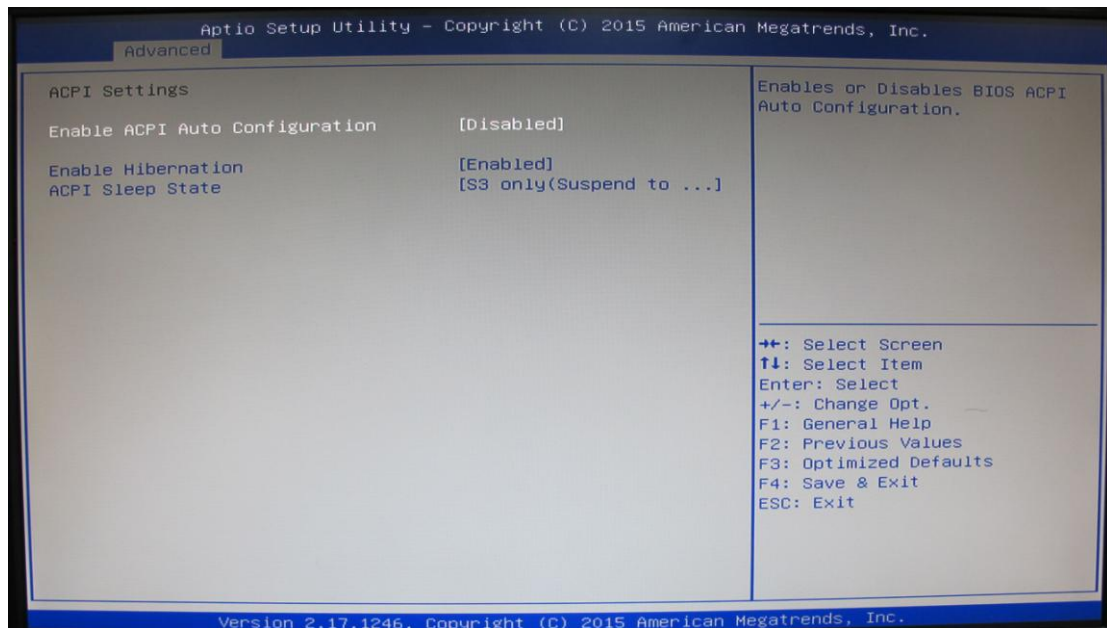 Aptio Setup Utility – Copyright (C) 2015 American Megatrends, Inc.
Advanced
ACPI Settings
Enable ACPI Auto Configuration [Disabled]
Enable Hibernation [Enabled]
ACPI Sleep State [S3 only(Suspend to ...]
Enables or Disables BIOS ACPI
Auto Configuration.
→←: Select Screen
↑↓: Select Item
Enter: Select
+/-: Change Opt.
F1: General Help
F2: Previous Values
F3: Optimized Defaults
F4: Save & Exit
ESC: Exit
Version 2.17.1246. Copyright (C) 2015 American Megatrends, Inc.